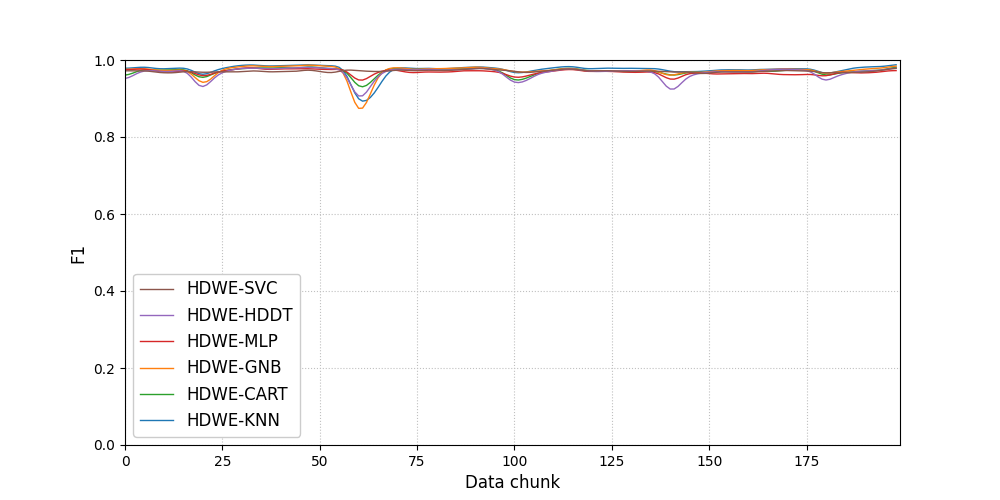 1.0
0.8
0.6
0.4
0.2
0.0
F1
HDWE-SVC
HDWE-HDDT
HDWE-MLP
HDWE-GNB
HDWE-CART
HDWE-KNN
0 25 50 75 100 125 150 175
Data chunk